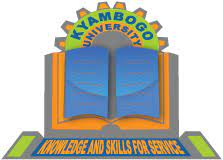 KYAMBOGO
UNIVERSITY
KNOWLEDGE AND SKILLS FOR SERVICE